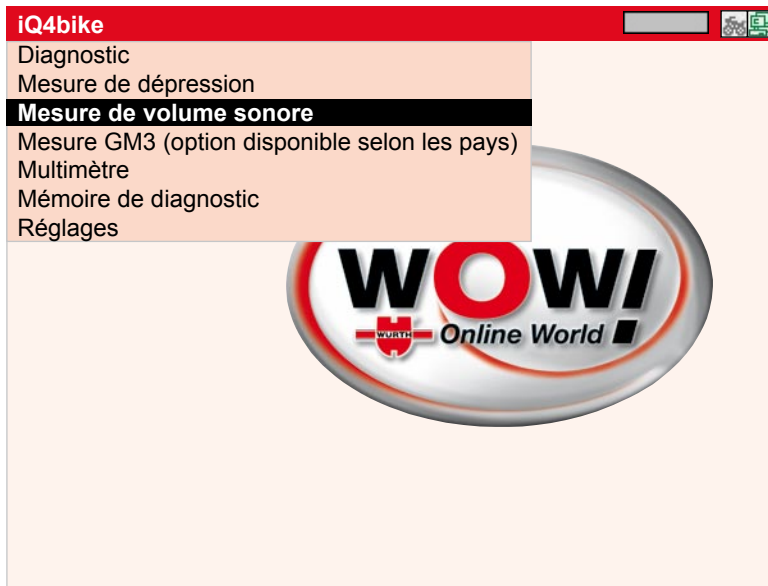 iQ4bike
Diagnostic
Mesure de dépression
Mesure de volume sonore
Mesure GM3 (option disponible selon les pays)
Multimètre
Mémoire de diagnostic
Réglages
WOW!
WÜRTH Online World